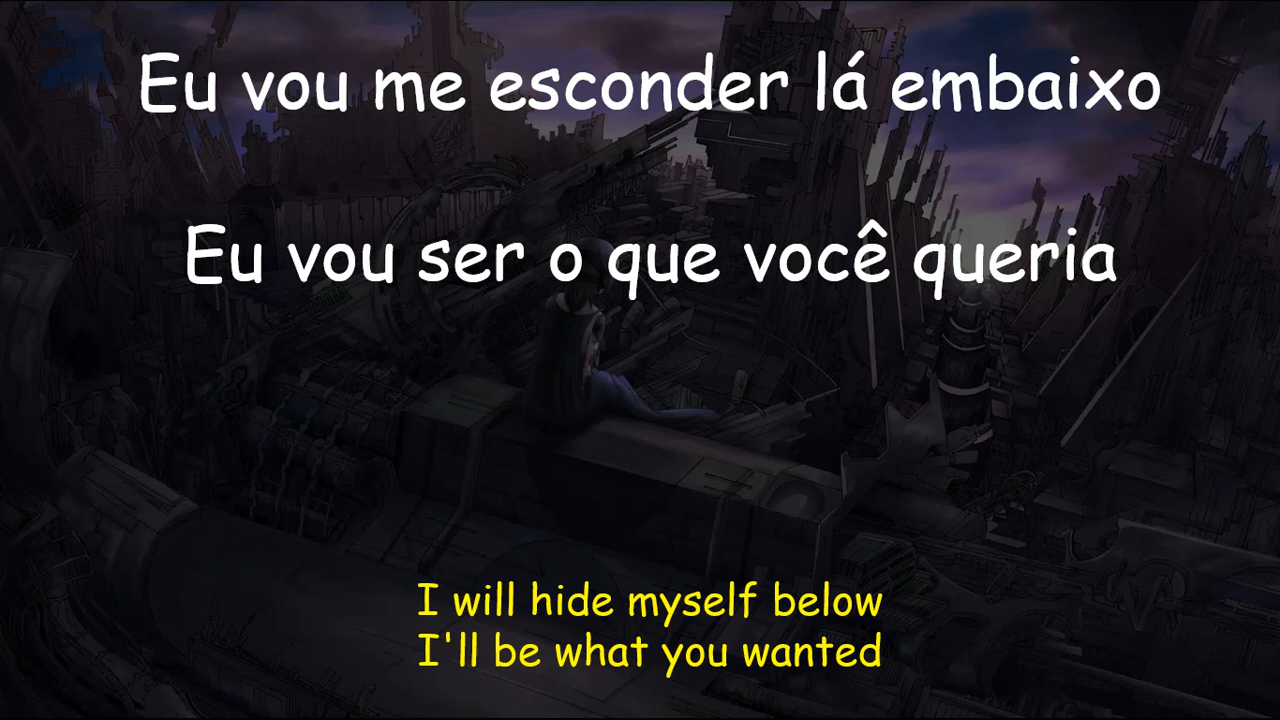 Eu vou me esconder lá embaixo
Eu vou ser o que você queria
I will hide myself below
I'll be what you wanted